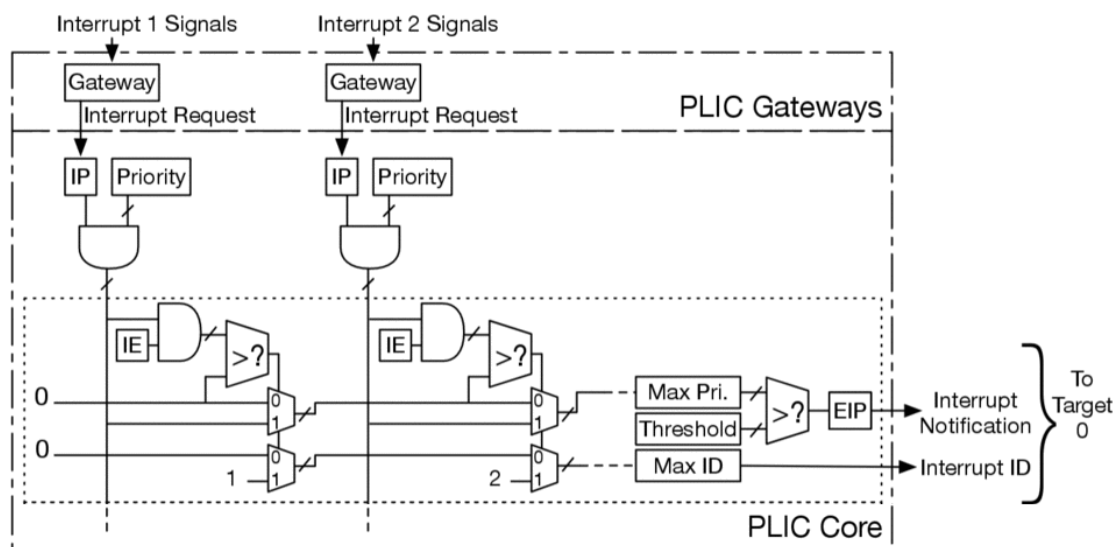 Interrupt 1 Signals
Interrupt 2 Signals
Gateway
Gateway
Interrupt Request
Interrupt Request
PLIC Gateways
IP
Priority
IP
Priority
IE
>?
IE
>?
0
0
1
0
1
Max Pri.
Threshold
>?
EIP
Interrupt
Notification
To
Target
0
0
0
1
1
2
0
1
Max ID
Interrupt ID
PLIC Core